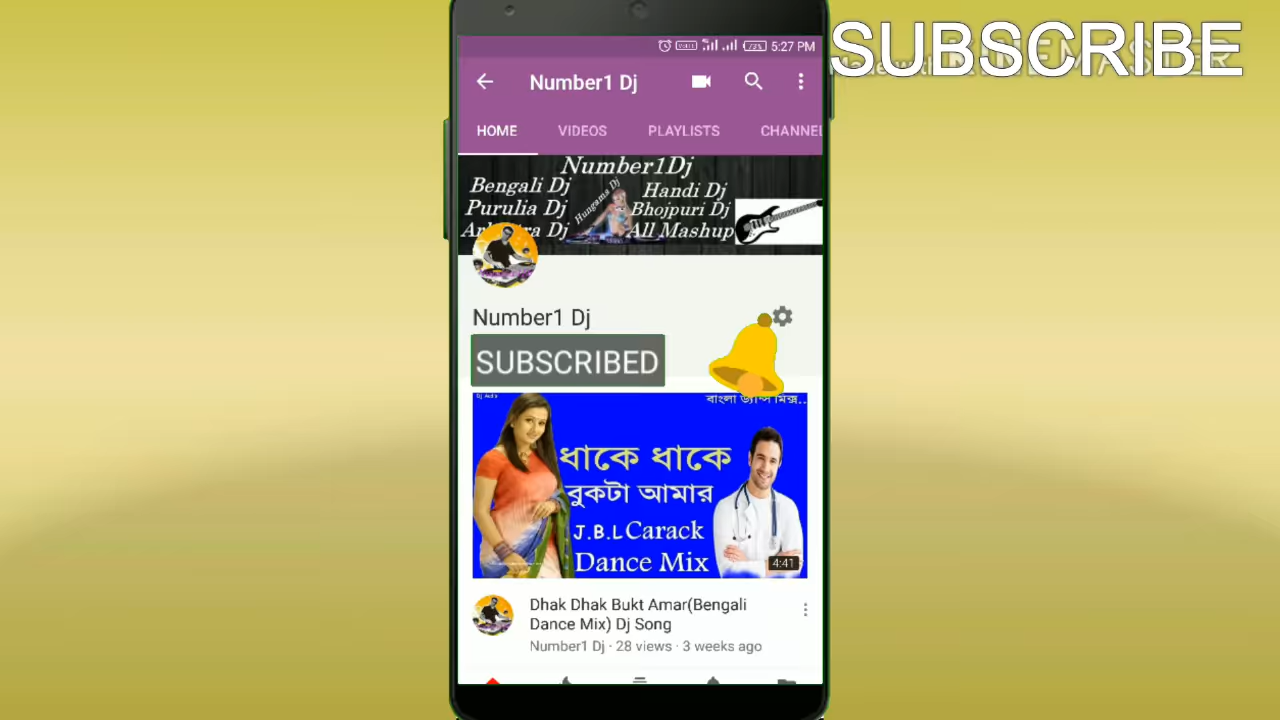 SUBSCRIBE
5:27 PM
Number1 Dj
HOME VIDEOS PLAYLISTS CHANNEL
Number1Dj
Bengali Dj
Purulia Dj
Hungama Dj
Handi Dj
Bhojpuri Dj
All Mashup
Number1 Dj
SUBSCRIBED
বাংলা ড্যান্স মিক্স..
ধাকে ধাকে
বুকটা আমার
J.B.L Carack
Dance Mix
4:41
Dhak Dhak Bukt Amar(Bengali
Dance Mix) Dj Song
Number1 Dj · 28 views · 3 weeks ago